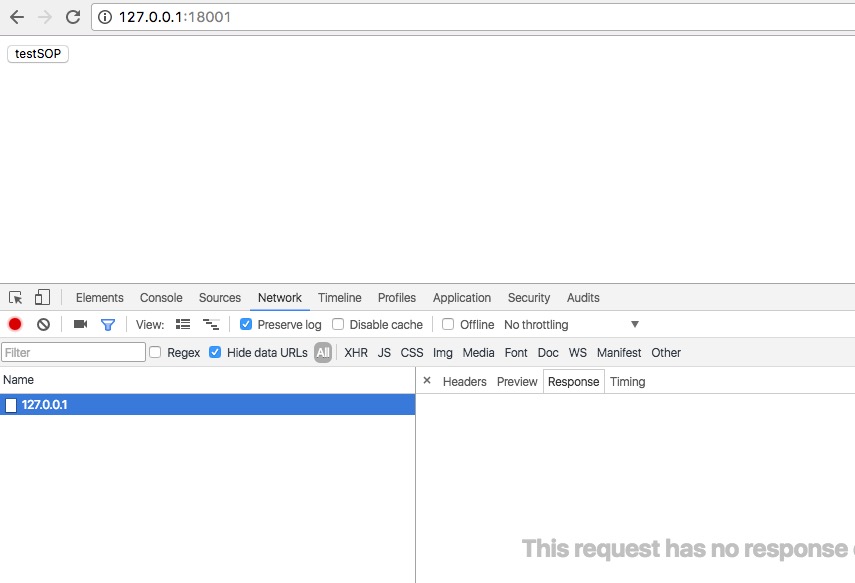 127.0.0.1:18001
testSOP
Elements Console Sources Network Timeline Profiles Application Security Audits
View: Preserve log Disable cache Offline No throttling
Filter Regex Hide data URLs All XHR JS CSS Img Media Font Doc WS Manifest Other
Name × Headers Preview Response Timing
127.0.0.1
This request has no response